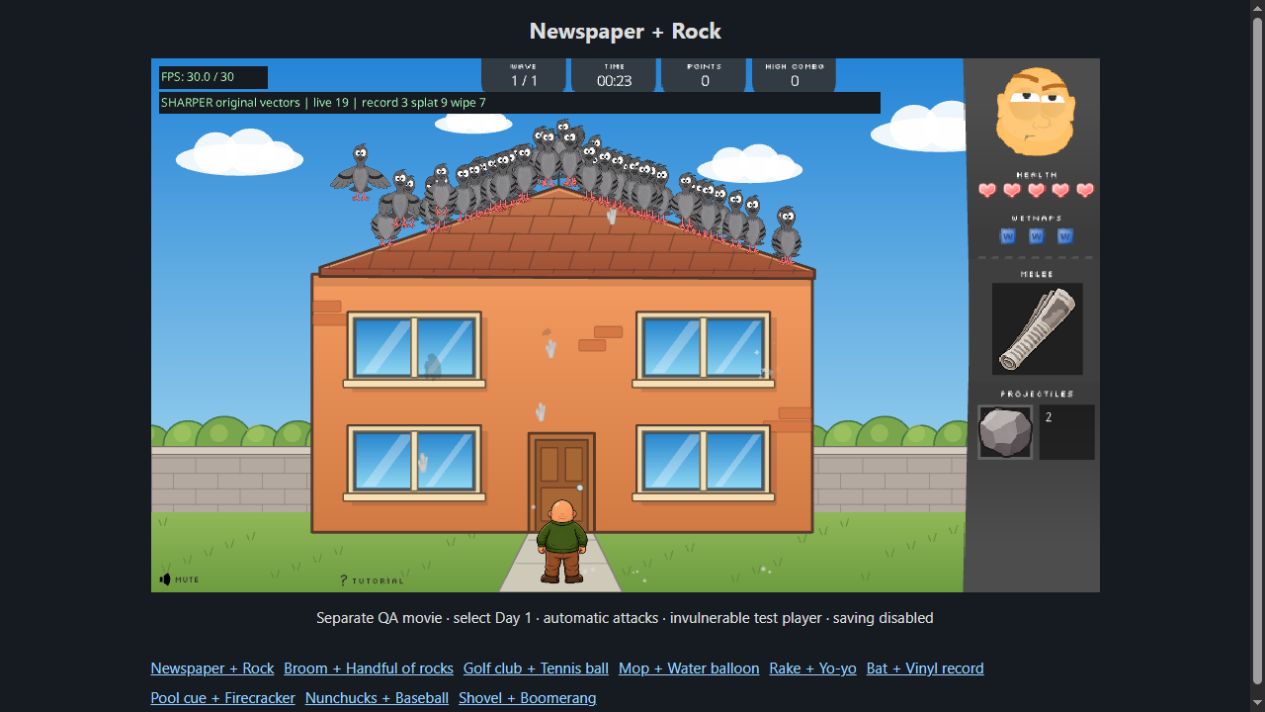 Newspaper + Rock
FPS: 30.0 / 30
WAVE
1 / 1
TIME
00:23
POINTS
0
HIGH COMBO
0
SHARPER original vectors | live 19 | record 3 splat 9 wipe 7
HEALTH
WETNAPS
W W W
MELEE
PROJECTILES
2
MUTE
? TUTORIAL
Separate QA movie · select Day 1 · automatic attacks · invulnerable test player · saving disabled
Newspaper + Rock Broom + Handful of rocks Golf club + Tennis ball Mop + Water balloon Rake + Yo-yo Bat + Vinyl record
Pool cue + Firecracker Nunchucks + Baseball Shovel + Boomerang